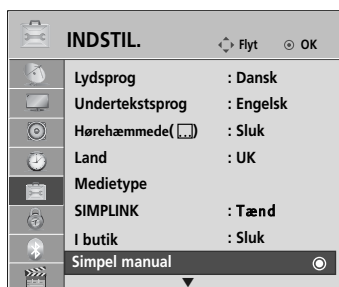 INDSTIL. Flyt OK
Lydsprog : Dansk
Undertekstsprog : Engelsk
Hørehæmmede( ) : Sluk
Land : UK
Medietype
SIMPLINK : Tænd
I butik : Sluk
Simpel manual